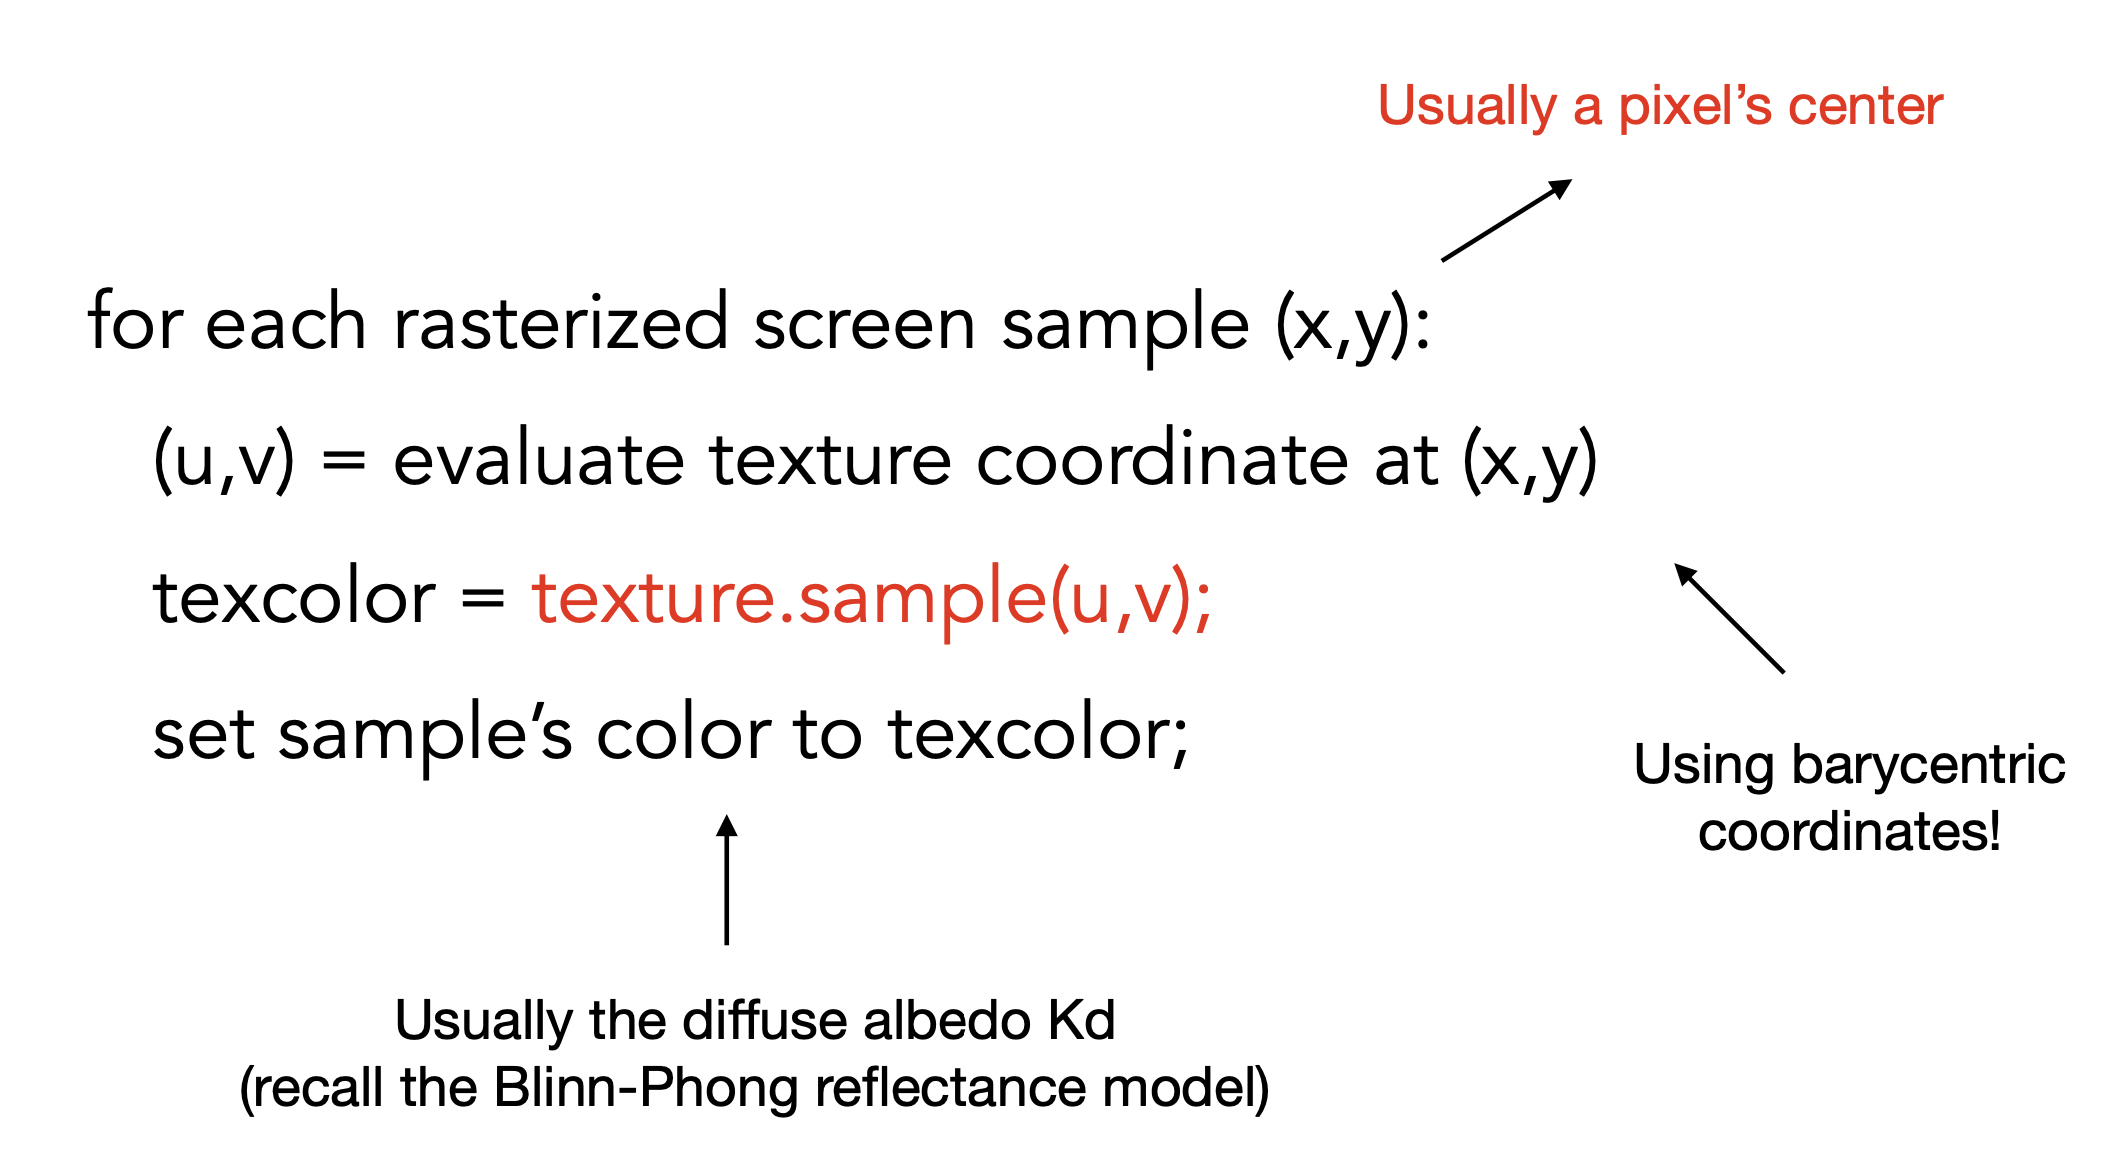 Usually a pixel’s center
for each rasterized screen sample (x,y):
(u,v) = evaluate texture coordinate at (x,y)
texcolor = texture.sample(u,v);
set sample’s color to texcolor;
Using barycentric
coordinates!
Usually the diffuse albedo Kd
(recall the Blinn-Phong reflectance model)